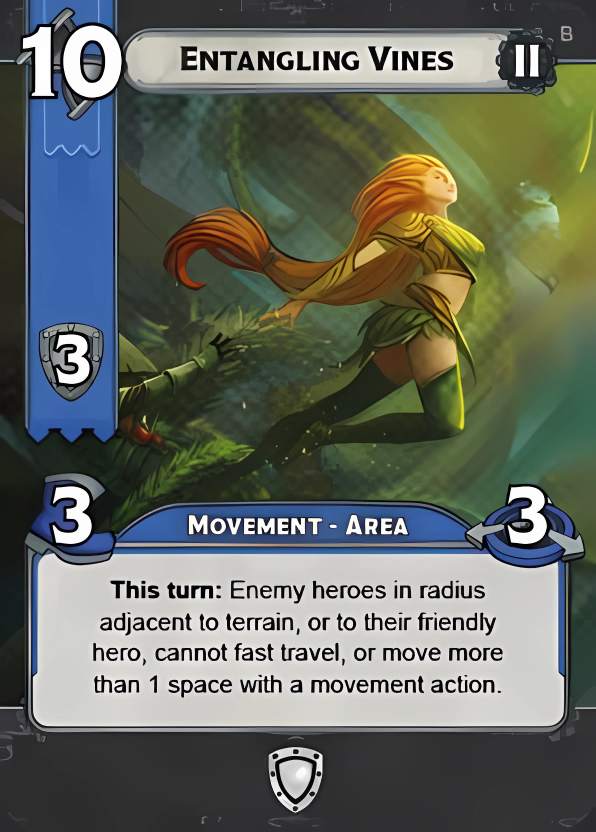 10
ENTANGLING VINES
II
B
3
3
MOVEMENT - AREA
3
This turn: Enemy heroes in radius
adjacent to terrain, or to their friendly
hero, cannot fast travel, or move more
than 1 space with a movement action.